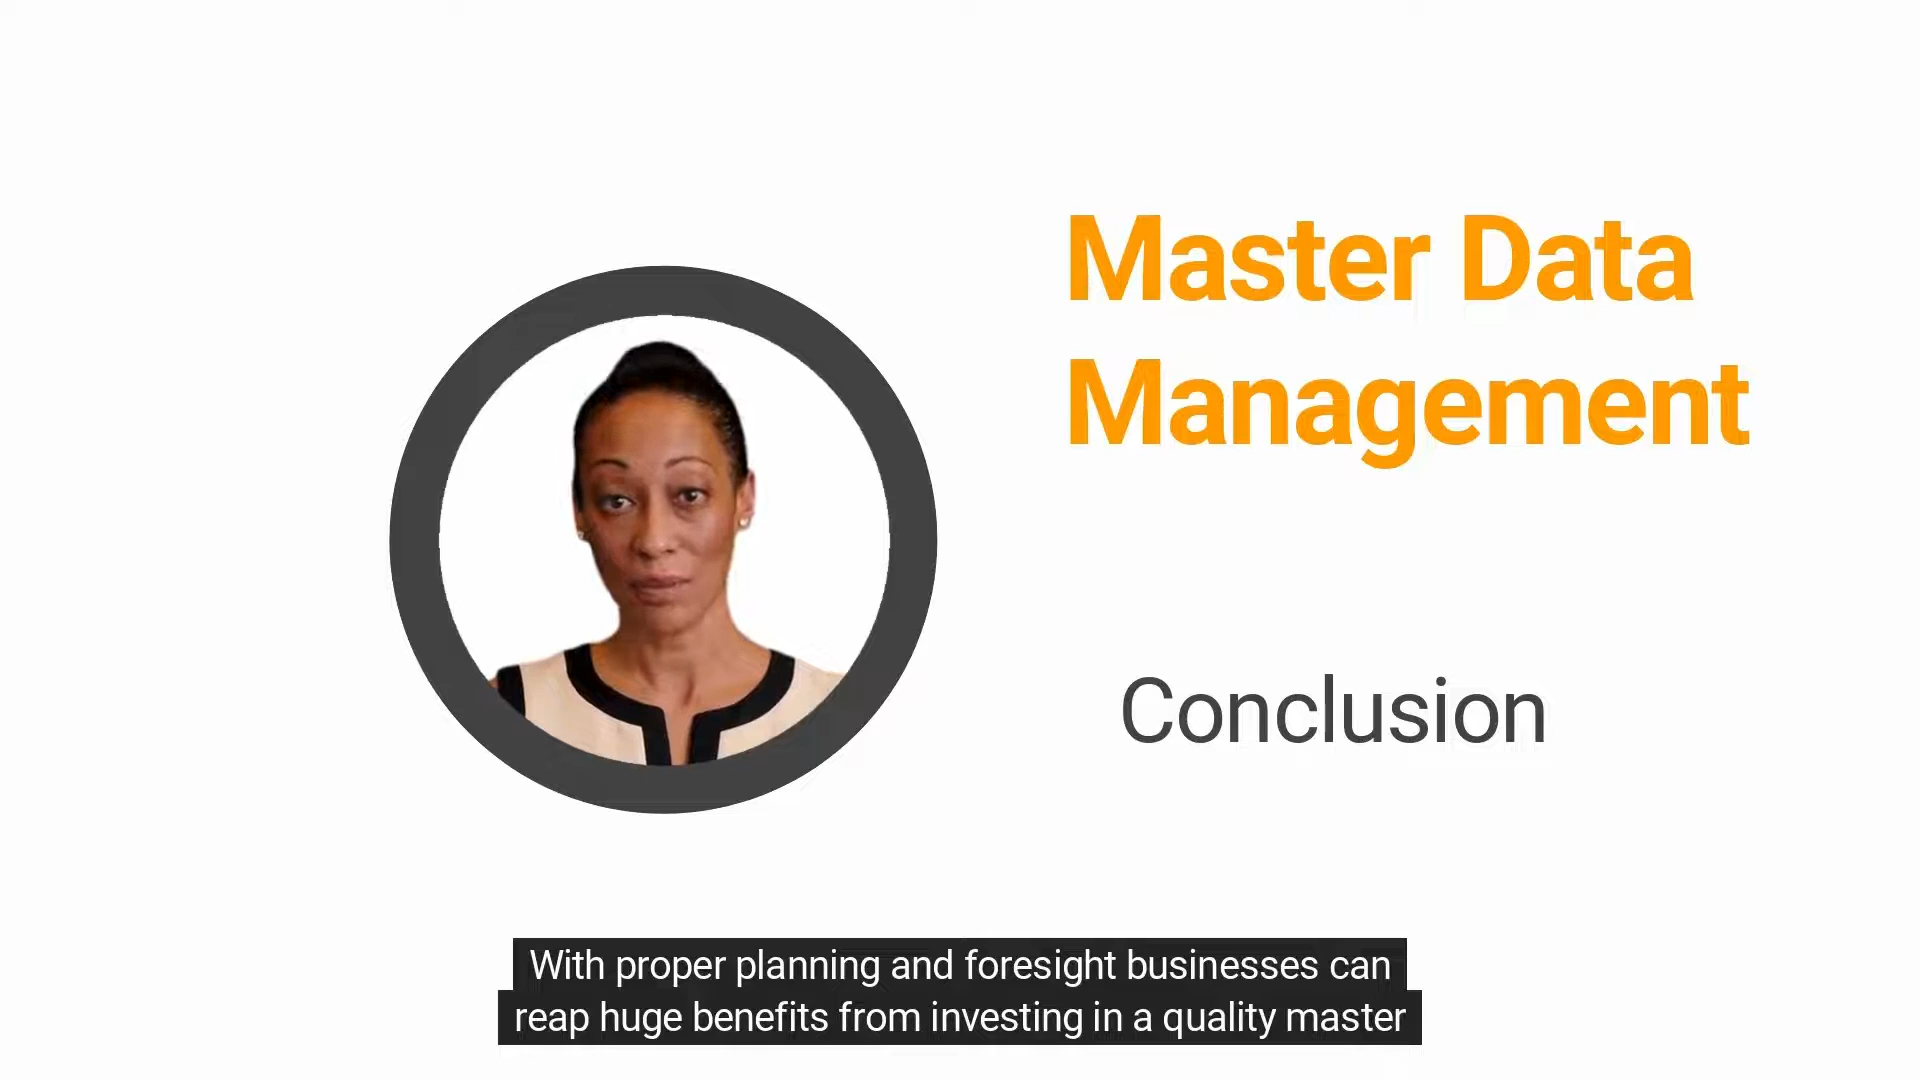 Master Data
Management
Conclusion
With proper planning and foresight businesses can
reap huge benefits from investing in a quality master